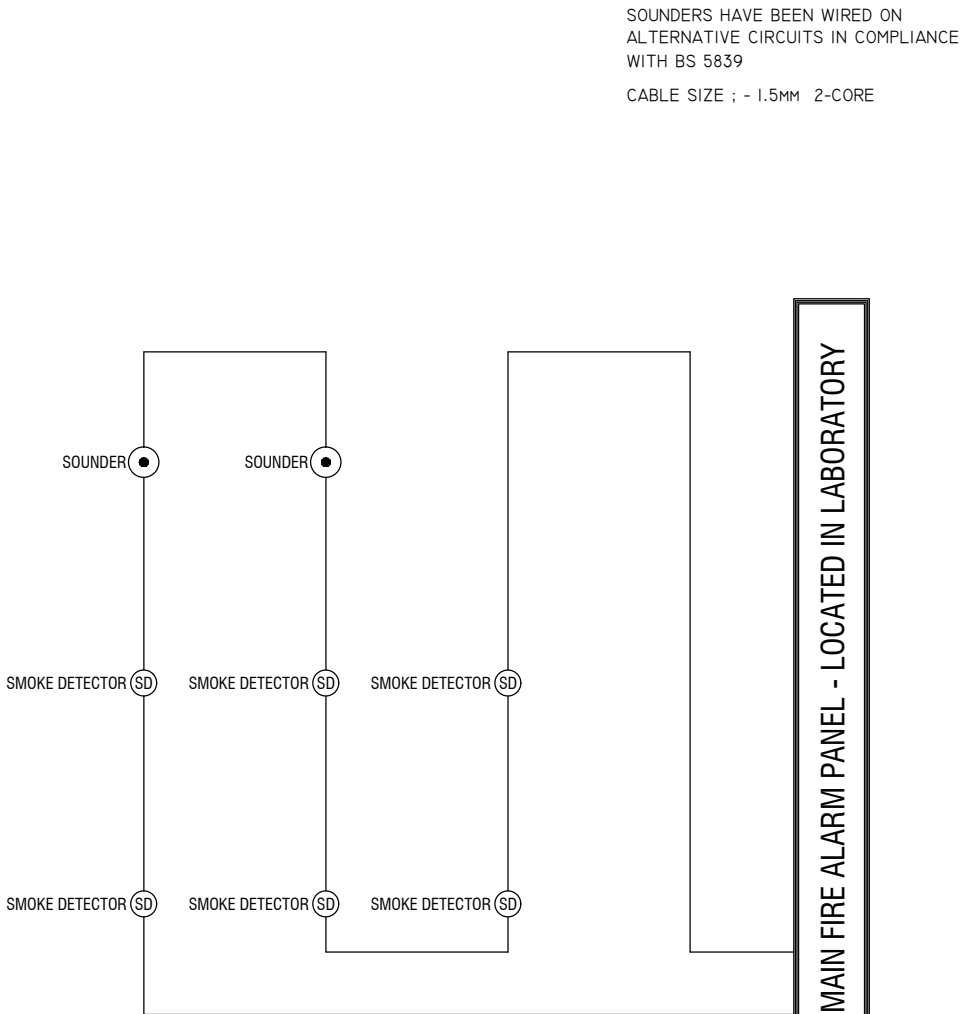 SOUNDERS HAVE BEEN WIRED ON
ALTERNATIVE CIRCUITS IN COMPLIANCE
WITH BS 5839
CABLE SIZE ; - 1.5MM 2-CORE
SOUNDER
SOUNDER
SMOKE DETECTOR SD
SMOKE DETECTOR SD
SMOKE DETECTOR SD
SMOKE DETECTOR SD
SMOKE DETECTOR SD
SMOKE DETECTOR SD
MAIN FIRE ALARM PANEL - LOCATED IN LABORATORY